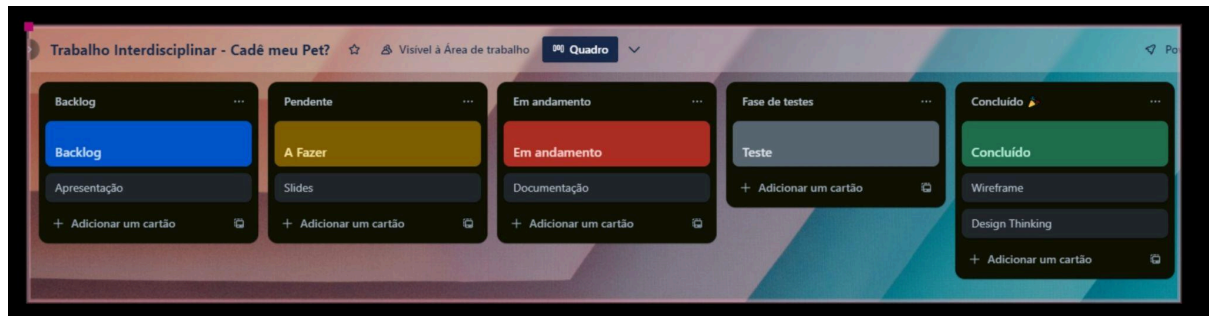 Trabalho Interdisciplinar - Cadê meu Pet? Visível à Área de trabalho Quadro
Backlog
Backlog
Apresentação
+ Adicionar um cartão
Pendente
A Fazer
Slides
+ Adicionar um cartão
Em andamento
Em andamento
Documentação
+ Adicionar um cartão
Fase de testes
Teste
+ Adicionar um cartão
Concluído 🎉
Concluído
Wireframe
Design Thinking
+ Adicionar um cartão